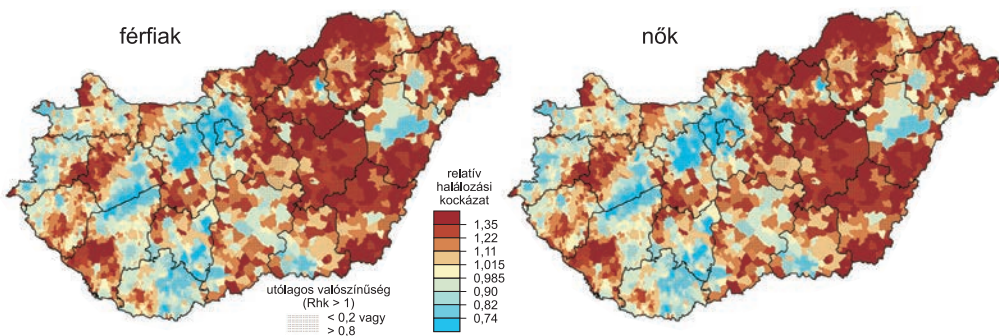 férfiak
nők
relatív
halálozási
kockázat
1,35
1,22
1,11
1,015
0,985
0,90
0,82
0,74
utólagos valószínűség
(Rhk > 1)
< 0,2 vagy
> 0,8